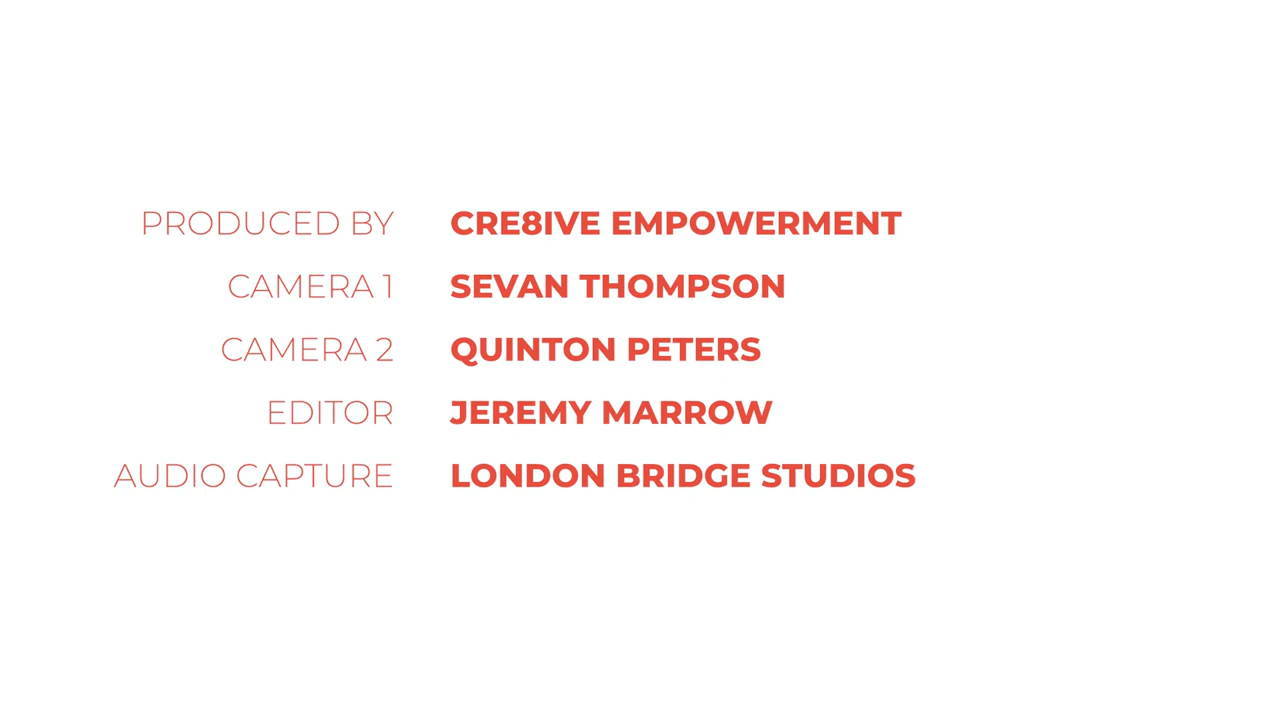 PRODUCED BY CRE8IVE EMPOWERMENT
CAMERA 1 SEVAN THOMPSON
CAMERA 2 QUINTON PETERS
EDITOR JEREMY MARROW
AUDIO CAPTURE LONDON BRIDGE STUDIOS